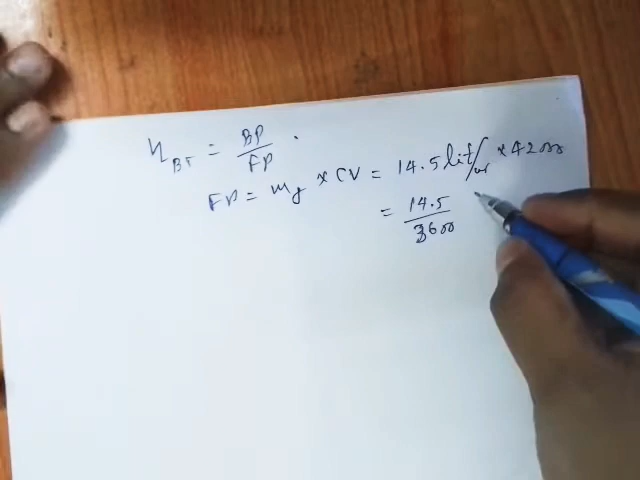 η_BT = BP/FP .
FP = m_f × CV = 14.5 lit/hr × 42000
= 14.5/3600